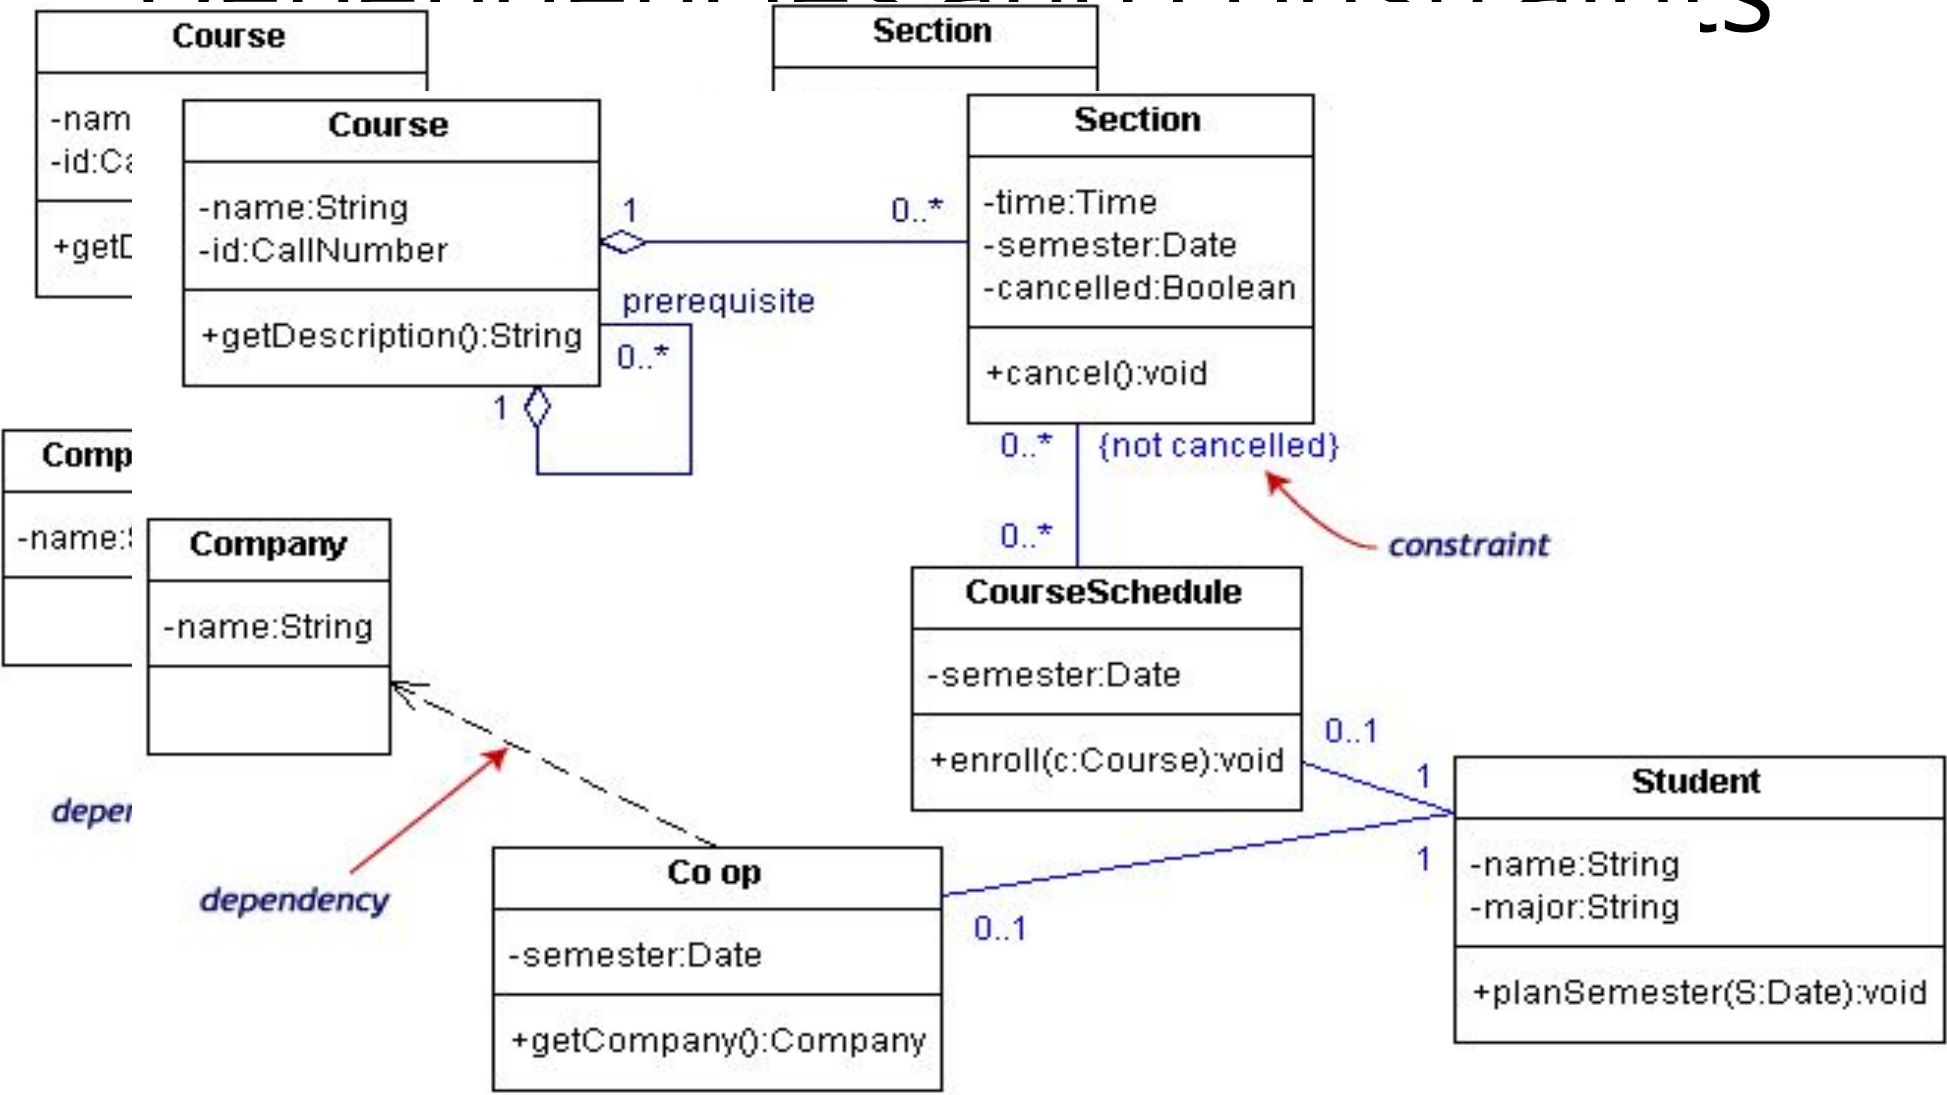 Course
Section
-nam
-id:Ca
+getD
Course
-name:String
-id:CallNumber
+getDescription():String
1
0..*
prerequisite
0..*
1
Section
-time:Time
-semester:Date
-cancelled:Boolean
+cancel():void
0..*
{not cancelled}
0..*
constraint
Comp
-name:S
Company
-name:String
CourseSchedule
-semester:Date
+enroll(c:Course):void
0..1
1
Student
-name:String
-major:String
+planSemester(S:Date):void
1
0..1
depen
dependency
Co op
-semester:Date
+getCompany():Company